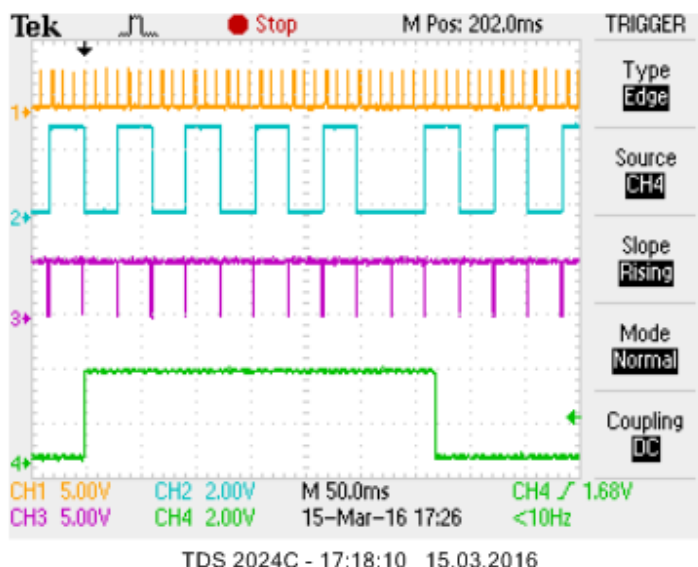 Tek Stop M Pos: 202.0ms TRIGGER
Type
Edge
1
Source
CH4
2
Slope
Rising
3
Mode
Normal
Coupling
DC
4
CH1 5.00V CH2 2.00V M 50.0ms CH4 1.68V
CH3 5.00V CH4 2.00V 15-Mar-16 17:26 <10Hz
TDS 2024C - 17:18:10 15.03.2016